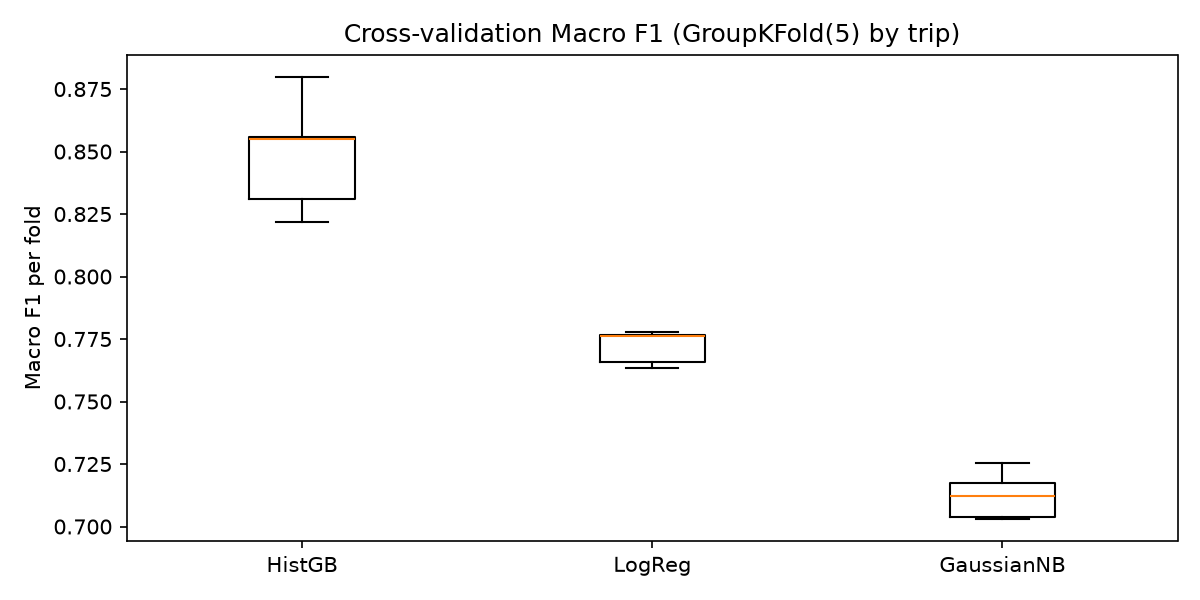 Cross-validation Macro F1 (GroupKFold(5) by trip)
Macro F1 per fold
0.875
0.850
0.825
0.800
0.775
0.750
0.725
0.700
HistGB
LogReg
GaussianNB